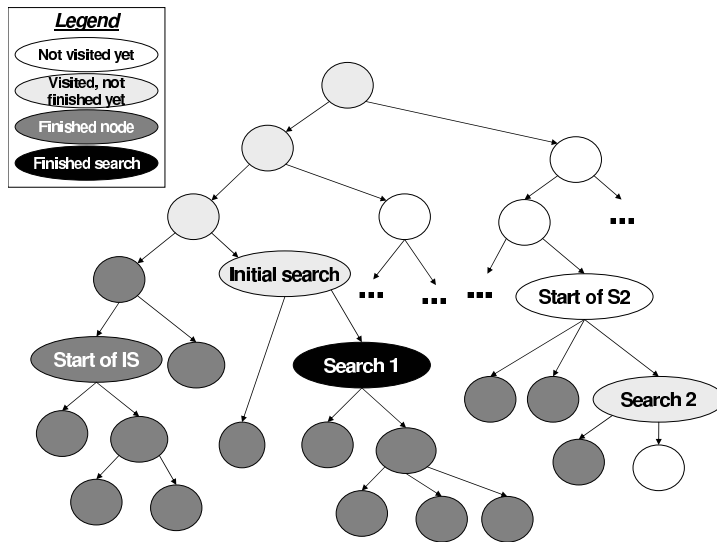 Legend
Not visited yet
Visited, not
finished yet
Finished node
Finished search
Initial search
...
...
...
...
Start of S2
Start of IS
Search 1
Search 2